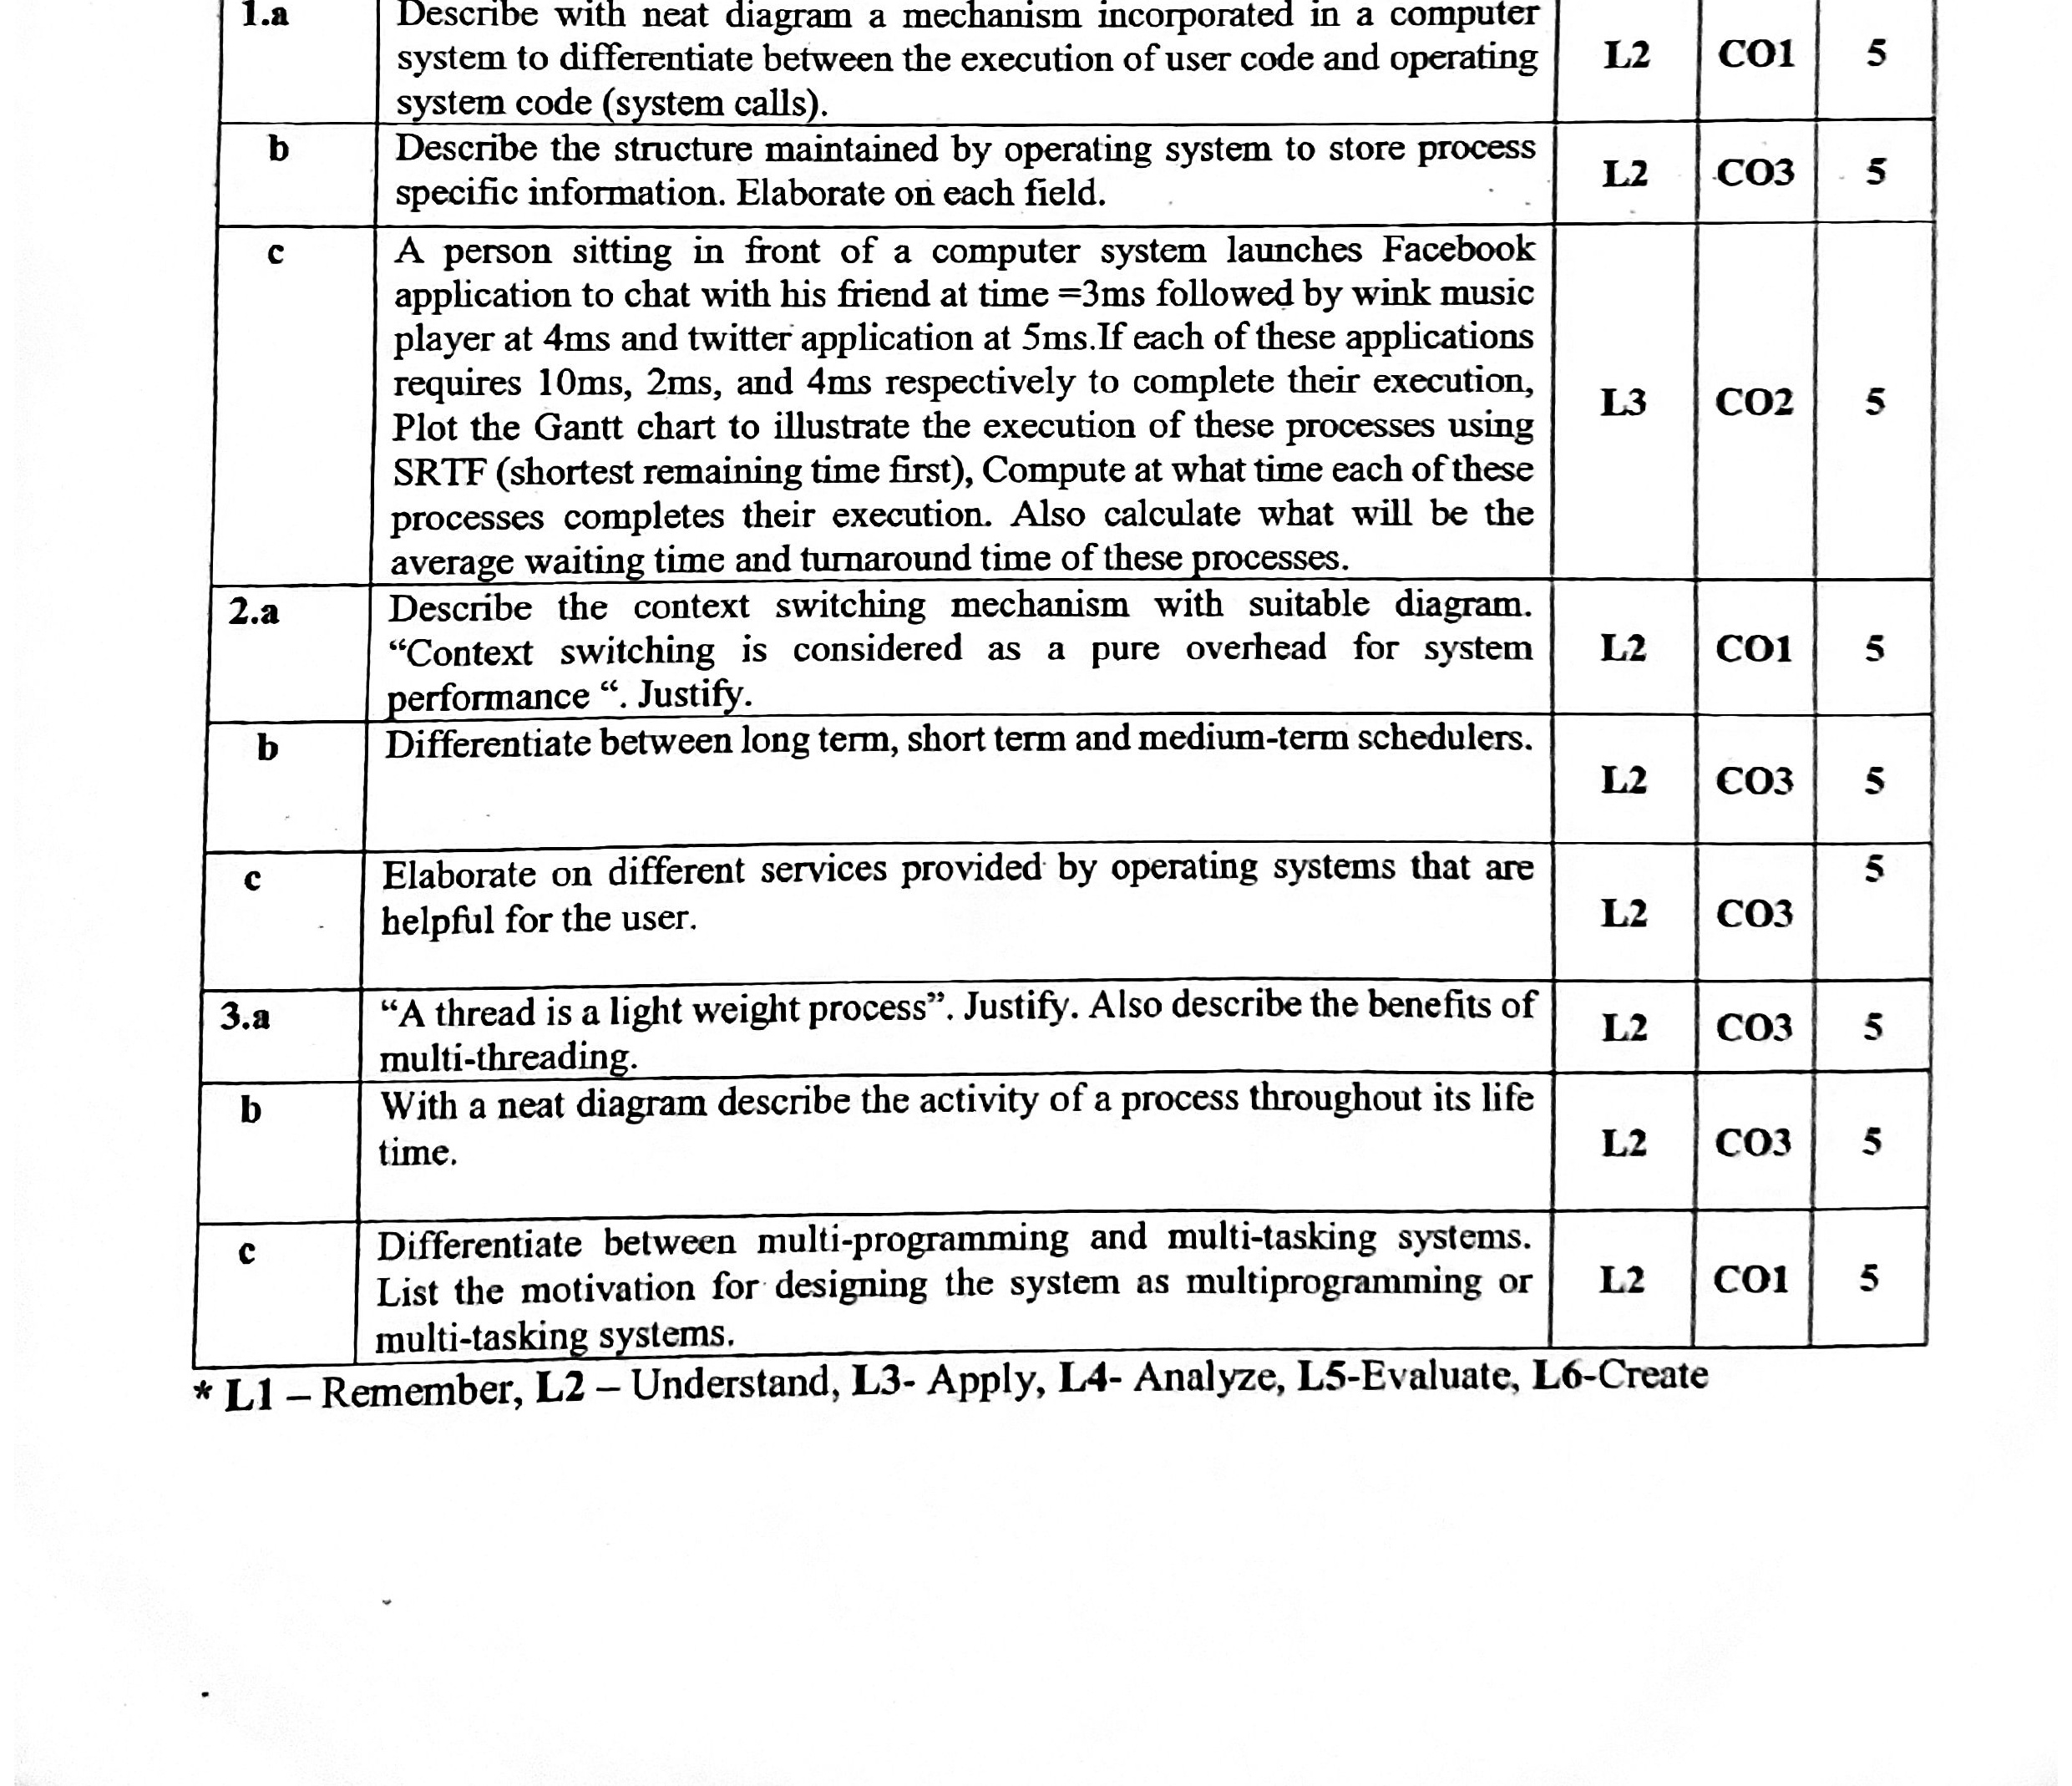 1.a Describe with neat diagram a mechanism incorporated in a computer
system to differentiate between the execution of user code and operating L2 CO1 5
system code (system calls).
b Describe the structure maintained by operating system to store process
specific information. Elaborate on each field. L2 CO3 5
c A person sitting in front of a computer system launches Facebook
application to chat with his friend at time =3ms followed by wink music
player at 4ms and twitter application at 5ms.If each of these applications
requires 10ms, 2ms, and 4ms respectively to complete their execution, L3 CO2 5
Plot the Gantt chart to illustrate the execution of these processes using
SRTF (shortest remaining time first), Compute at what time each of these
processes completes their execution. Also calculate what will be the
average waiting time and turnaround time of these processes.
2.a Describe the context switching mechanism with suitable diagram.
“Context switching is considered as a pure overhead for system L2 CO1 5
performance “. Justify.
b Differentiate between long term, short term and medium-term schedulers.
L2 CO3 5
c Elaborate on different services provided by operating systems that are 5
helpful for the user. L2 CO3
3.a “A thread is a light weight process”. Justify. Also describe the benefits of L2 CO3 5
multi-threading.
b With a neat diagram describe the activity of a process throughout its life
time. L2 CO3 5
c Differentiate between multi-programming and multi-tasking systems.
List the motivation for designing the system as multiprogramming or L2 CO1 5
multi-tasking systems.
* L1 – Remember, L2 – Understand, L3- Apply, L4- Analyze, L5-Evaluate, L6-Create